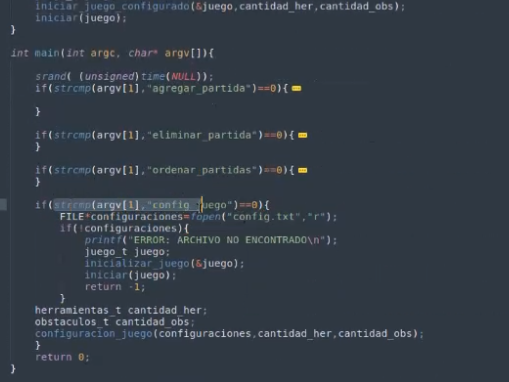 iniciar_juego_configurado(&juego,cantidad_her,cantidad_obs);
iniciar(juego);
}
int main(int argc, char* argv[]){
srand( (unsigned)time(NULL));
if(strcmp(argv[1],"agregar_partida")==0){
}
if(strcmp(argv[1],"eliminar_partida")==0){
}
if(strcmp(argv[1],"ordenar_partidas")==0){
}
if(strcmp(argv[1],"config_juego")==0){
FILE*configuraciones=fopen("config.txt","r");
if(!configuraciones){
printf("ERROR: ARCHIVO NO ENCONTRADO\n");
juego_t juego;
inicializar_juego(&juego);
iniciar(juego);
return -1;
}
herramientas_t cantidad_her;
obstaculos_t cantidad_obs;
configuracion_juego(configuraciones,cantidad_her,cantidad_obs);
}
return 0;
}